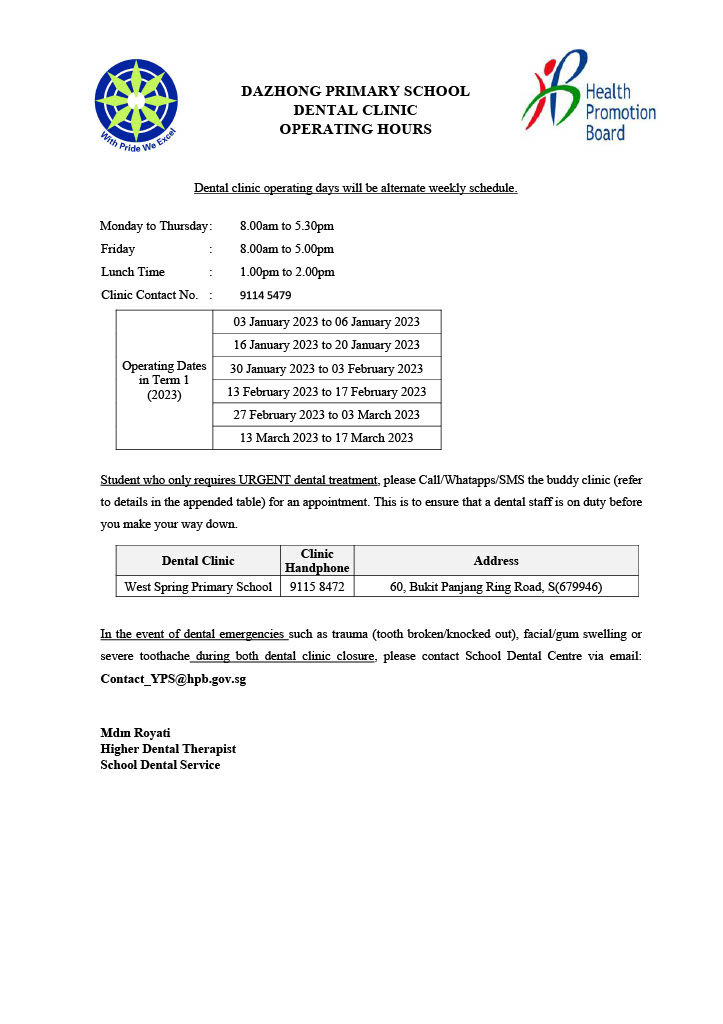 With Pride We Excel
DAZHONG PRIMARY SCHOOL
DENTAL CLINIC
OPERATING HOURS
Health
Promotion
Board
Dental clinic operating days will be alternate weekly schedule.
Monday to Thursday: 8.00am to 5.30pm
Friday : 8.00am to 5.00pm
Lunch Time : 1.00pm to 2.00pm
Clinic Contact No. : 9114 5479
Operating Dates
in Term 1
(2023)
03 January 2023 to 06 January 2023
16 January 2023 to 20 January 2023
30 January 2023 to 03 February 2023
13 February 2023 to 17 February 2023
27 February 2023 to 03 March 2023
13 March 2023 to 17 March 2023
Student who only requires URGENT dental treatment, please Call/Whatapps/SMS the buddy clinic (refer
to details in the appended table) for an appointment. This is to ensure that a dental staff is on duty before
you make your way down.
Dental Clinic Clinic Handphone Address
West Spring Primary School 9115 8472 60, Bukit Panjang Ring Road, S(679946)
In the event of dental emergencies such as trauma (tooth broken/knocked out), facial/gum swelling or
severe toothache during both dental clinic closure, please contact School Dental Centre via email:
Contact_YPS@hpb.gov.sg
Mdm Royati
Higher Dental Therapist
School Dental Service